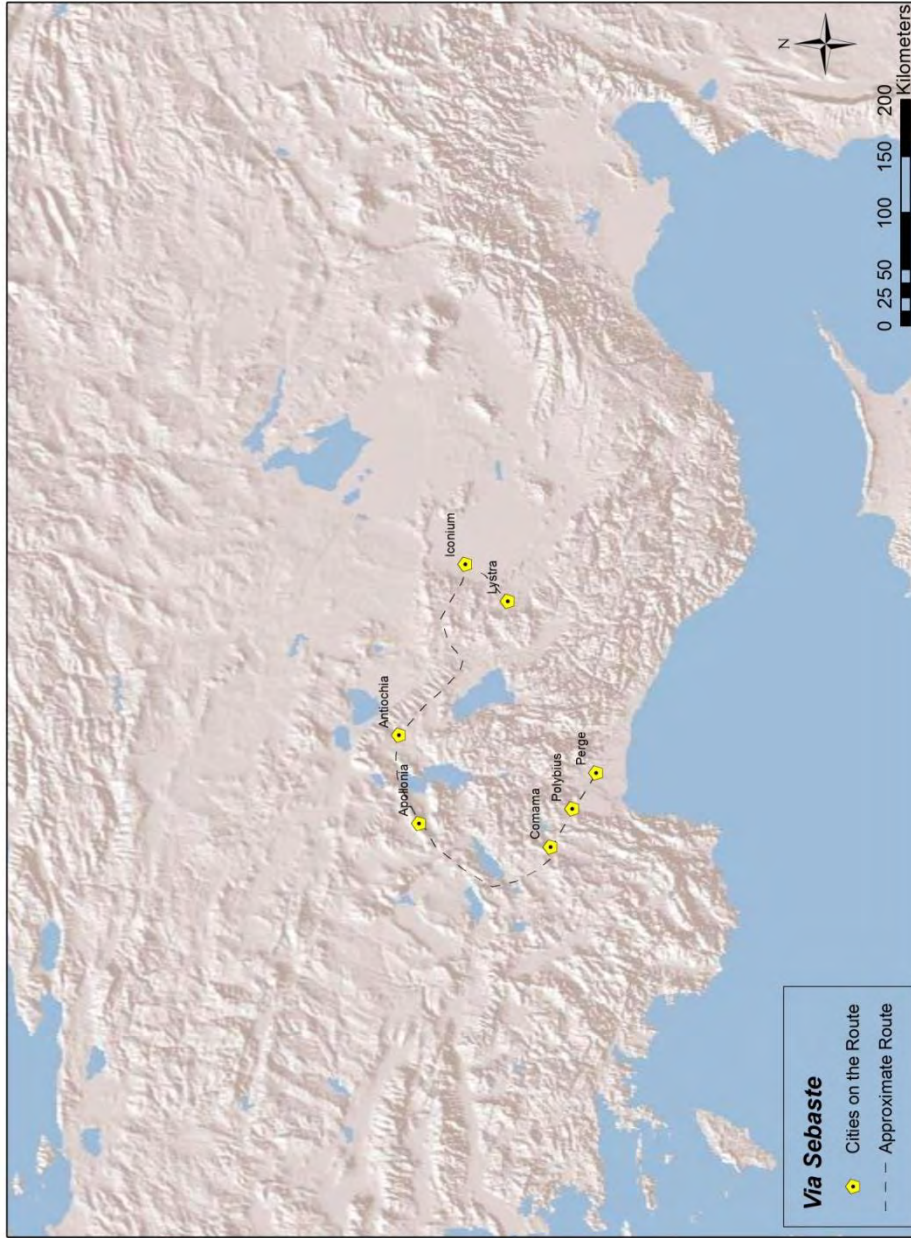 N
Iconium
Lystra
Antiochia
Apollonia
Comama
Polybius
Perge
Via Sebaste
Cities on the Route
Approximate Route
0 25 50 100 150 200
Kilometers